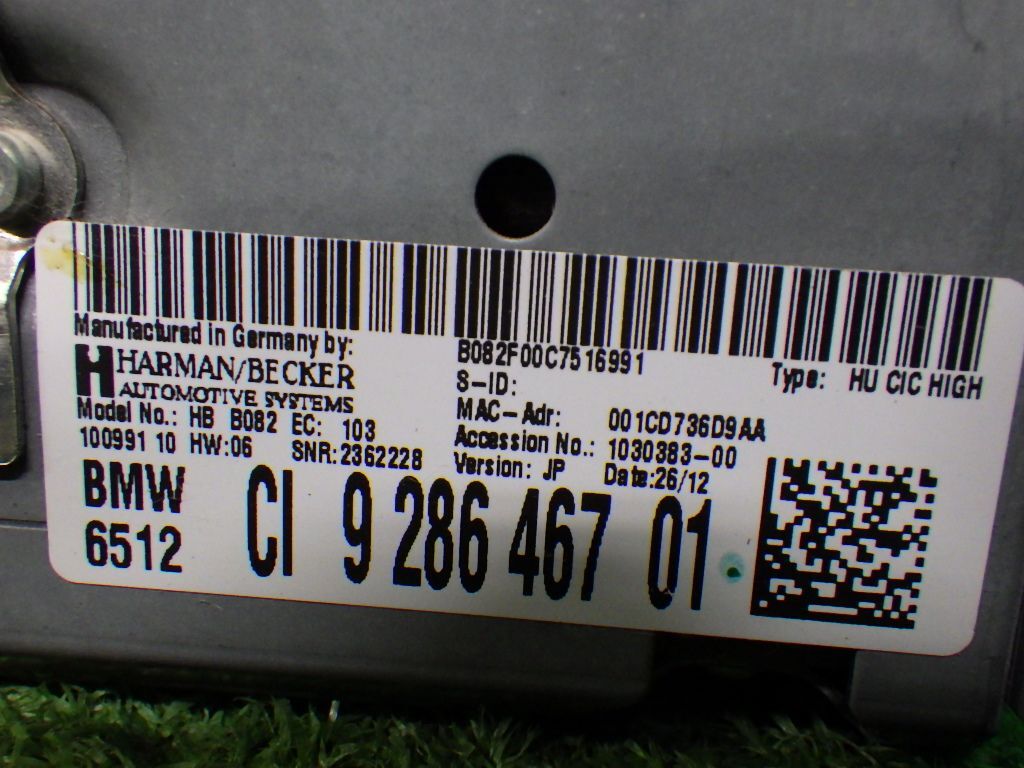 Manufactured in Germany by:
HARMAN/BECKER
AUTOMOTIVE SYSTEMS
Model No.: HB B082 EC: 103
100991 10 HW:06 SNR:2362228
B082F00C7516991
S-ID:
Type: HU CIC HIGH
MAC-Adr: 001CD736D9AA
Accession No.: 1030383-00
Version: JP Date:26/12
BMW
6512
CI 9 286 467 01